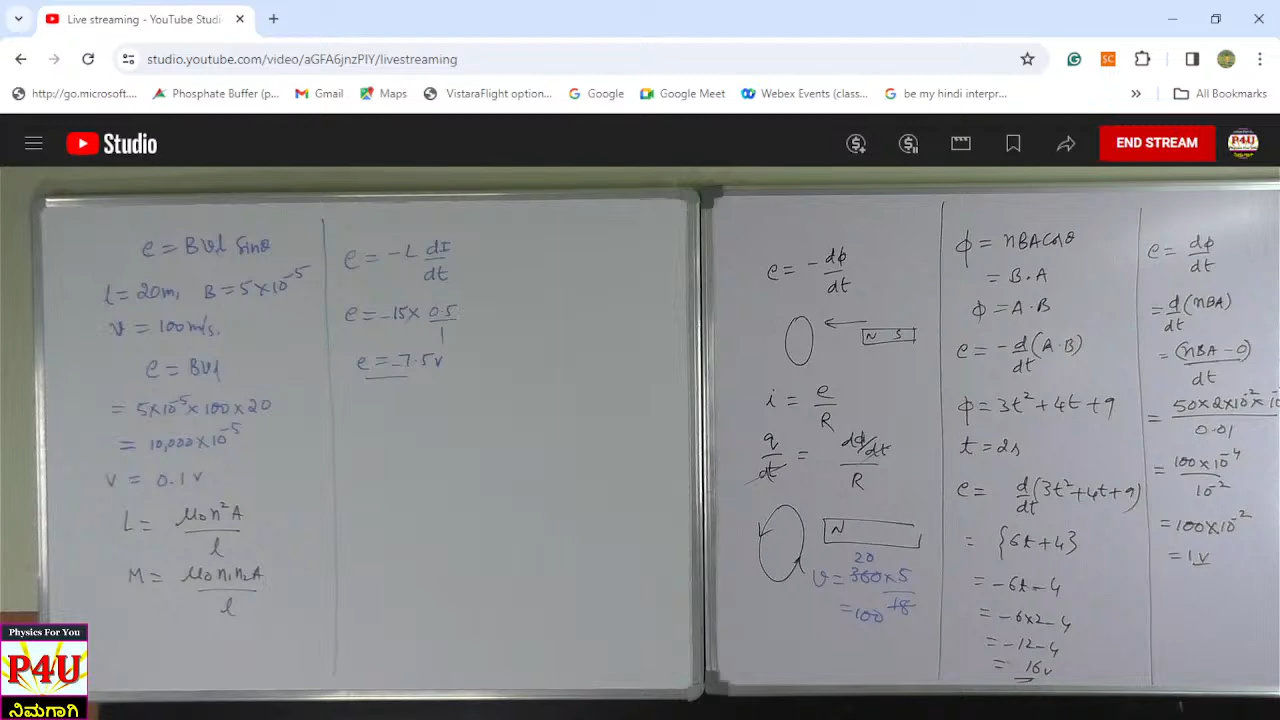 Live streaming - YouTube Studi
studio.youtube.com/video/aGFA6jnzPlY/livestreaming
SC
http://go.microsoft.... Phosphate Buffer (p... Gmail Maps VistaraFlight option... Google Google Meet Webex Events (class... be my hindi interpr... » All Bookmarks
Studio
END STREAM
P4U
e = Bvl sinθ
l = 20m, B = 5×10⁻⁵
v = 100m/s.
e = Bvl
= 5×10⁻⁵×100×20
= 10,000×10⁻⁵
v = 0.1 v
L = μ₀n²A / l
M = μ₀n₁n₂A / l
e = -L dI/dt
e = -15× 0.5/1
e = -7.5v
e = - dϕ/dt
N S
i = e/R
q/dt = dϕ/dt / R
N
20
v = 360×5/18
= 100
ϕ = nBAcosθ
= B·A
ϕ = A·B
e = -d/dt (A·B)
ϕ = 3t²+4t+9
t = 2s
e = d/dt (3t²+4t+9)
= {6t+4}
= -6t-4
= -6×2-4
= -12-4
= 16v
e = dϕ/dt
= d/dt (nBA)
= (nBA-0)/dt
= 50×2×10⁻²×10 / 0.01
= 100×10⁻⁴ / 10⁻²
= 100×10⁻²
= 1v
Physics For You
P4U
ನಿಮಗಾಗಿ